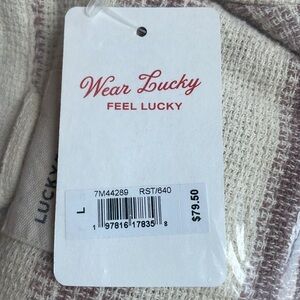 Wear Lucky
FEEL LUCKY
7M44289 RST/640
L
$79.50
1 97816 17835 8
LUCKY